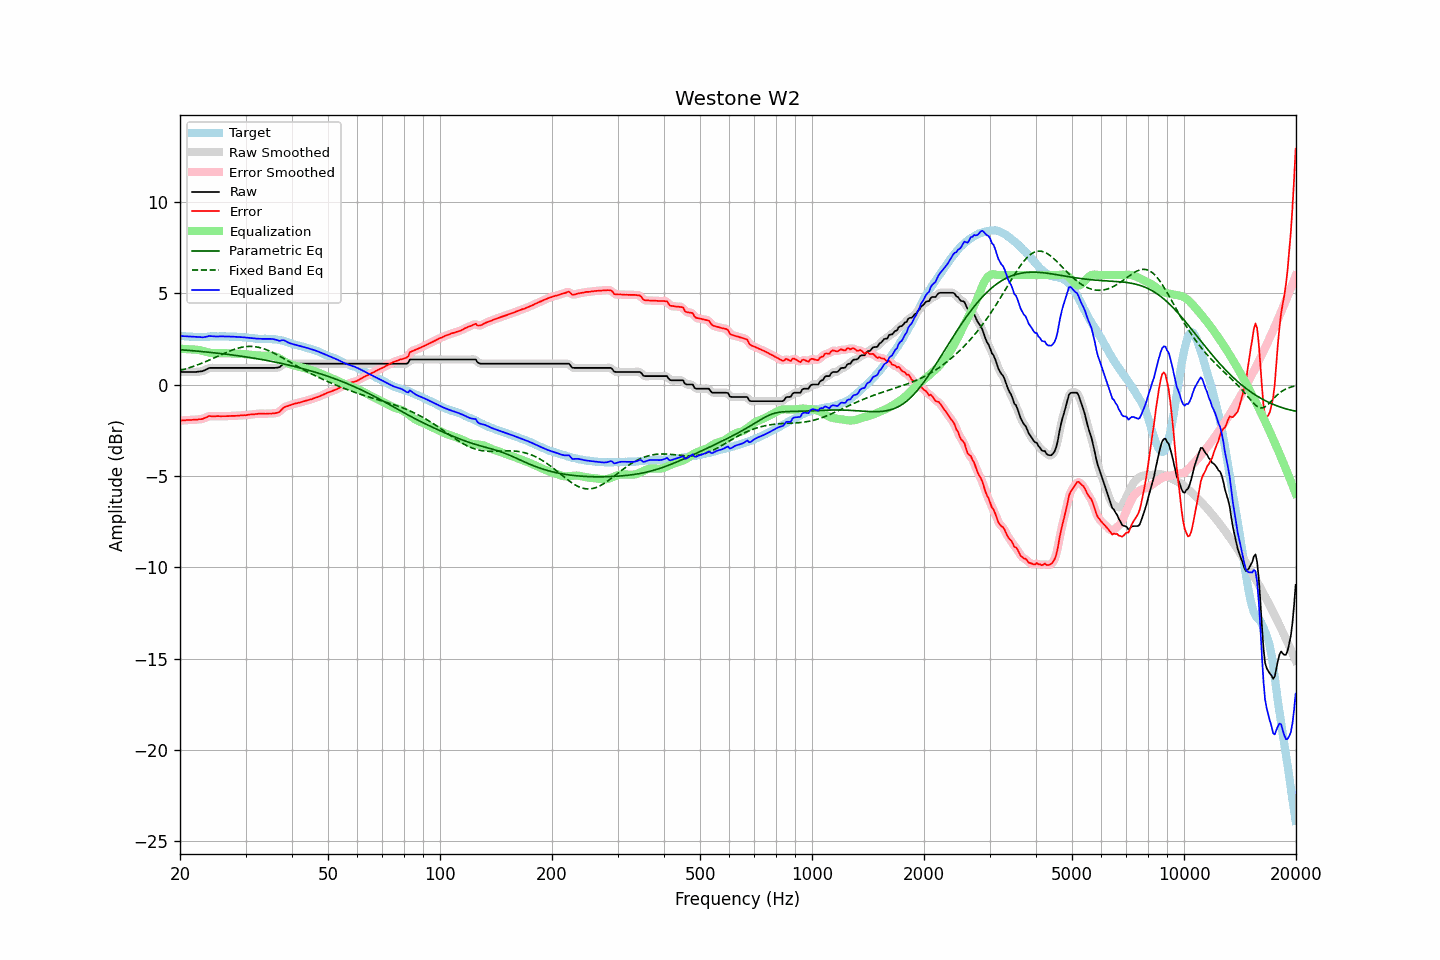 Westone W2
Target
Raw Smoothed
Error Smoothed
Raw
Error
Equalization
Parametric Eq
Fixed Band Eq
Equalized
10
5
0
−5
−10
−15
−20
−25
Amplitude (dBr)
20 50 100 200 500 1000 2000 5000 10000 20000
Frequency (Hz)